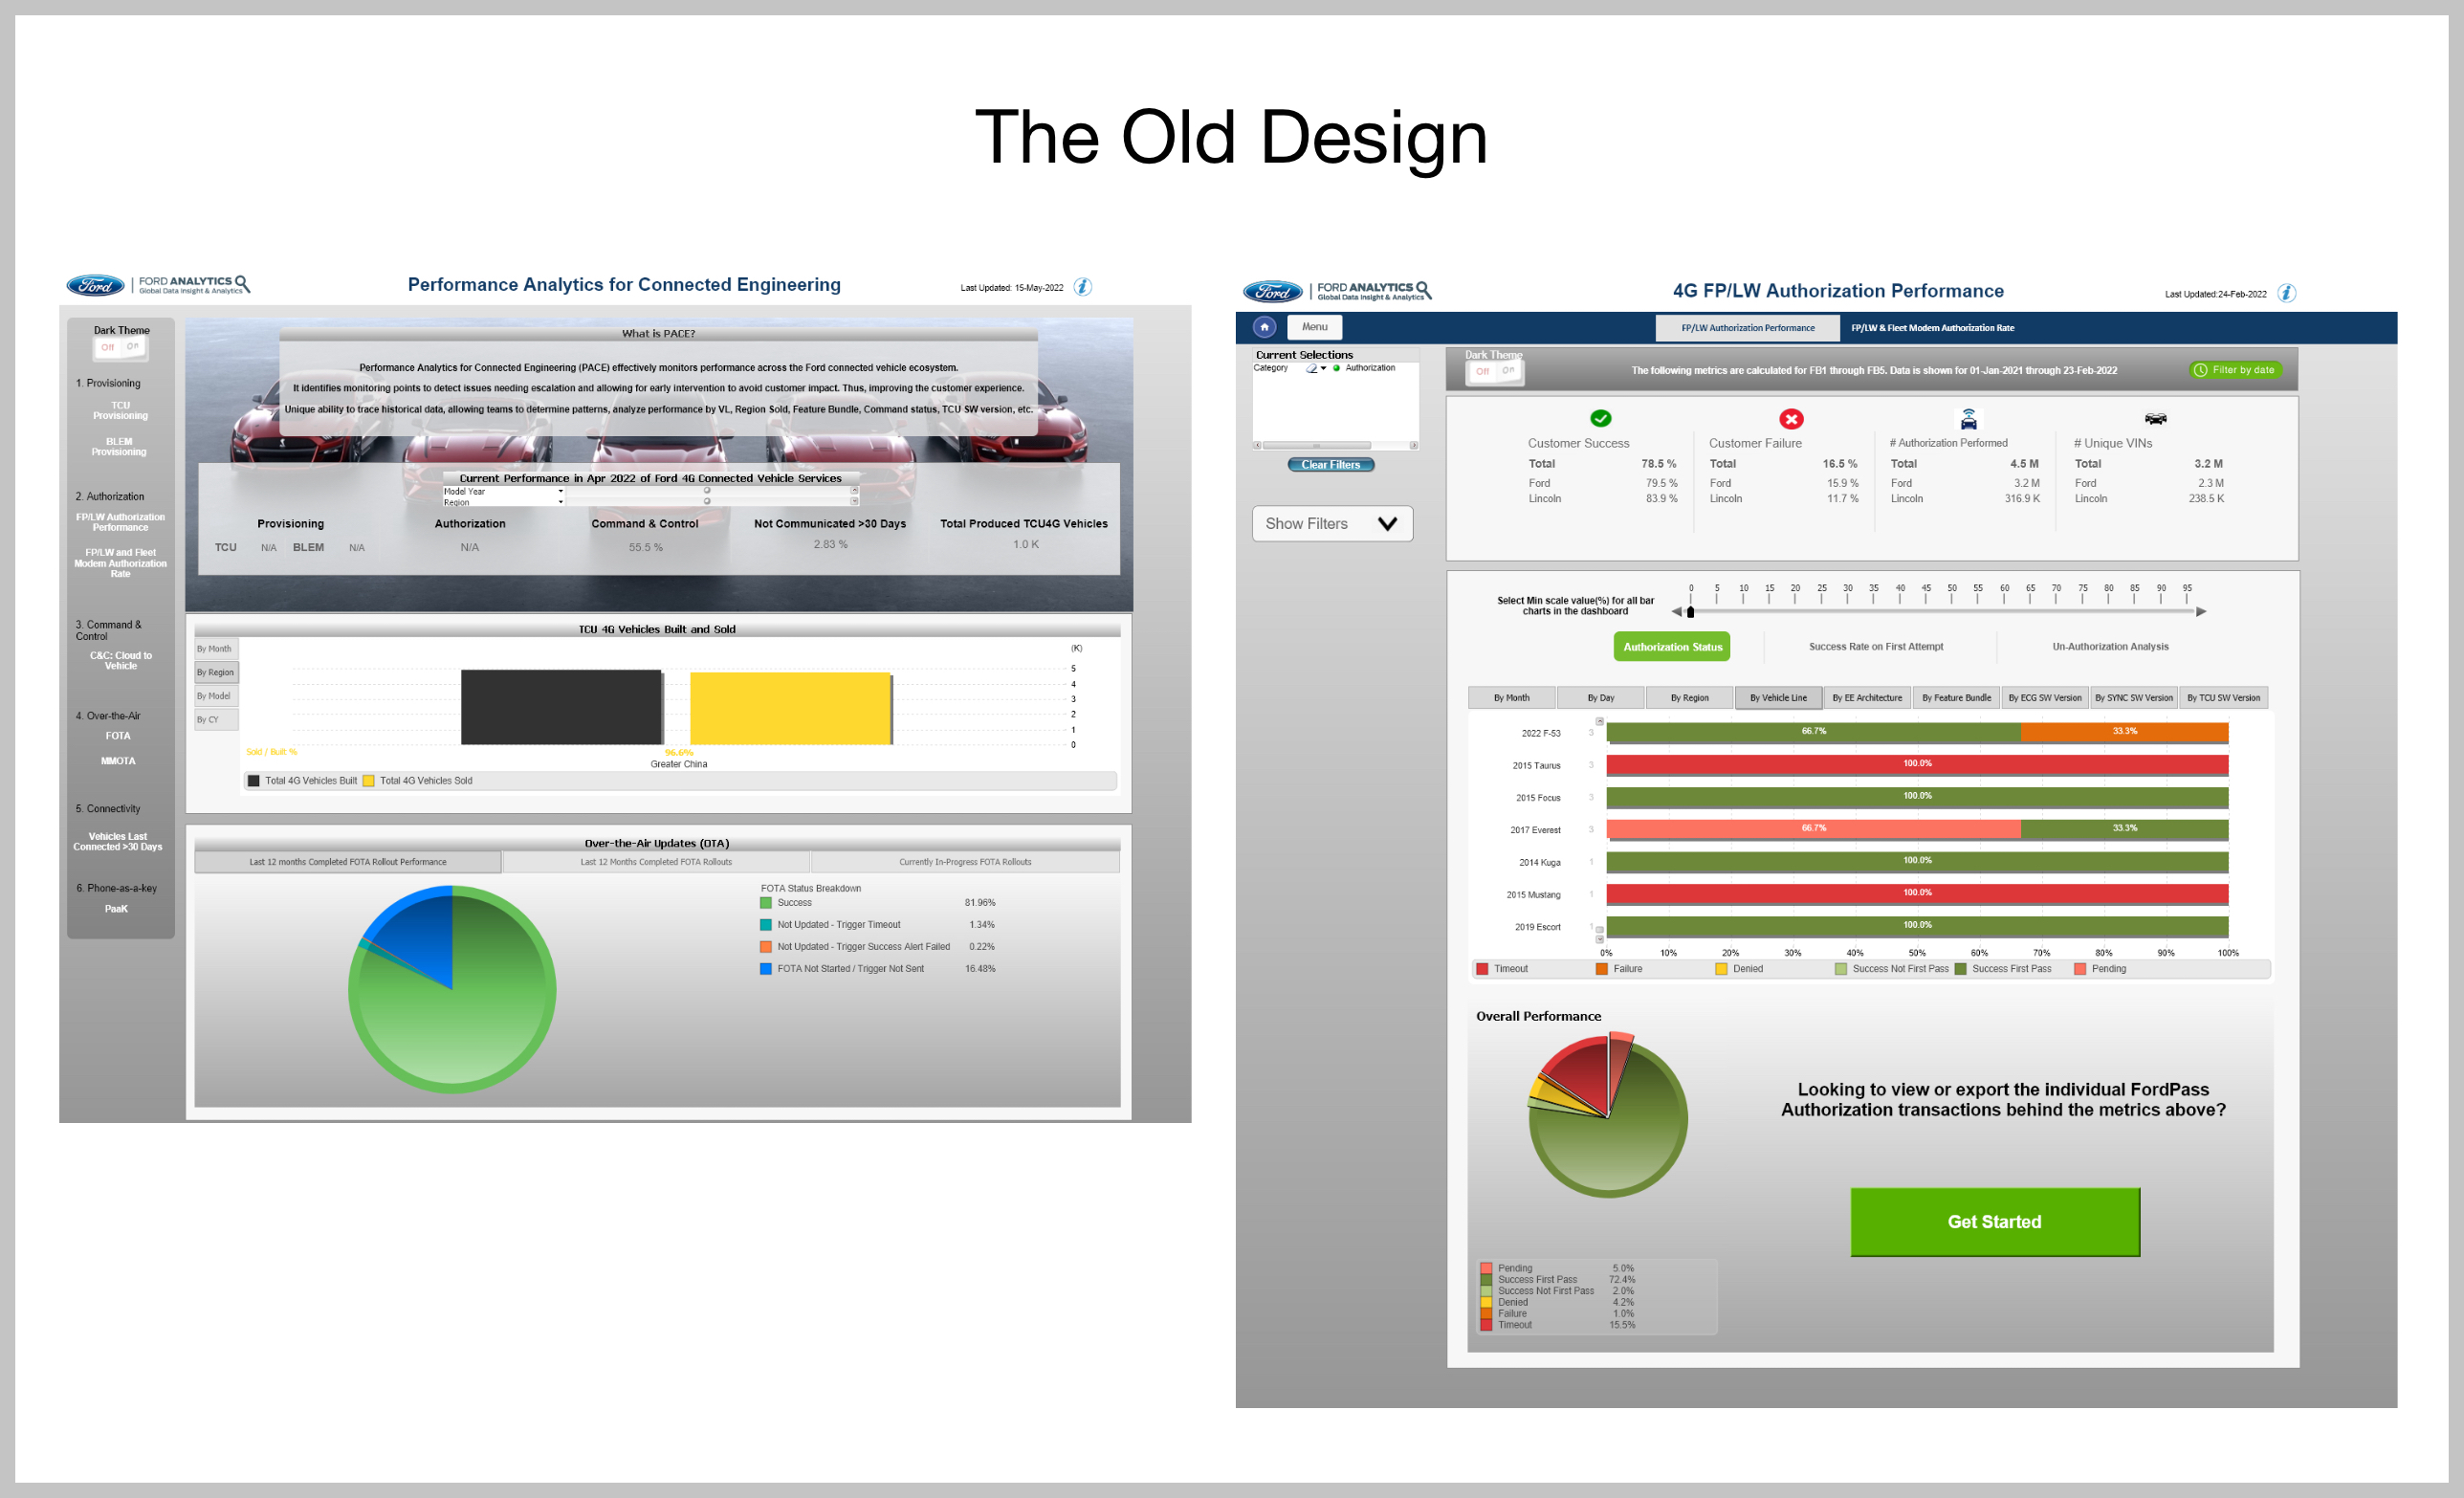 The Old Design
Ford
FORD ANALYTICS
Global Data Insight & Analytics
Performance Analytics for Connected Engineering
Last Updated: 15-May-2022
i
Dark Theme
Off On
1. Provisioning
TCU
Provisioning
BLEM
Provisioning
2. Authorization
FP/LW Authorization
Performance
FP/LW and Fleet
Modem Authorization
Rate
3. Command &
Control
C&C: Cloud to
Vehicle
4. Over-the-Air
FOTA
MMOTA
5. Connectivity
Vehicles Last
Connected >30 Days
6. Phone-as-a-key
PaaK
What is PACE?
Performance Analytics for Connected Engineering (PACE) effectively monitors performance across the Ford connected vehicle ecosystem.
It identifies monitoring points to detect issues needing escalation and allowing for early intervention to avoid customer impact. Thus, improving the customer experience.
Unique ability to trace historical data, allowing teams to determine patterns, analyze performance by VL, Region Sold, Feature Bundle, Command status, TCU SW version, etc.
Current Performance in Apr 2022 of Ford 4G Connected Vehicle Services
Model Year
Region
Provisioning Authorization Command & Control Not Communicated >30 Days Total Produced TCU4G Vehicles
TCU N/A BLEM N/A N/A 55.5 % 2.83 % 1.0 K
TCU 4G Vehicles Built and Sold
By Month
By Region
By Model
By CY
(K)
5
4
3
2
1
0
Sold / Built % 96.6%
Greater China
Total 4G Vehicles Built Total 4G Vehicles Sold
Over-the-Air Updates (OTA)
Last 12 months Completed FOTA Rollout Performance Last 12 Months Completed FOTA Rollouts Currently In-Progress FOTA Rollouts
FOTA Status Breakdown
Success 81.96%
Not Updated - Trigger Timeout 1.34%
Not Updated - Trigger Success Alert Failed 0.22%
FOTA Not Started / Trigger Not Sent 16.48%
Ford
FORD ANALYTICS
Global Data Insight & Analytics
4G FP/LW Authorization Performance
Last Updated:24-Feb-2022
i
Menu
FP/LW Authorization Performance FP/LW & Fleet Modem Authorization Rate
Current Selections
Category Authorization
Clear Filters
Show Filters
Dark Theme
Off On
The following metrics are calculated for FB1 through FB5. Data is shown for 01-Jan-2021 through 23-Feb-2022
Filter by date
Customer Success Customer Failure # Authorization Performed # Unique VINs
Total 78.5 % Total 16.5 % Total 4.5 M Total 3.2 M
Ford 79.5 % Ford 15.9 % Ford 3.2 M Ford 2.3 M
Lincoln 83.9 % Lincoln 11.7 % Lincoln 316.9 K Lincoln 238.5 K
0 5 10 15 20 25 30 35 40 45 50 55 60 65 70 75 80 85 90 95
Select Min scale value(%) for all bar
charts in the dashboard
Authorization Status Success Rate on First Attempt Un-Authorization Analysis
By Month By Day By Region By Vehicle Line By EE Architecture By Feature Bundle By ECG SW Version By SYNC SW Version By TCU SW Version
2022 F-53 3 66.7% 33.3%
2015 Taurus 3 100.0%
2015 Focus 3 100.0%
2017 Everest 3 66.7% 33.3%
2014 Kuga 1 100.0%
2015 Mustang 1 100.0%
2019 Escort 1 100.0%
0% 10% 20% 30% 40% 50% 60% 70% 80% 90% 100%
Timeout Failure Denied Success Not First Pass Success First Pass Pending
Overall Performance
Looking to view or export the individual FordPass
Authorization transactions behind the metrics above?
Get Started
Pending 5.0%
Success First Pass 72.4%
Success Not First Pass 2.0%
Denied 4.2%
Failure 1.0%
Timeout 15.5%